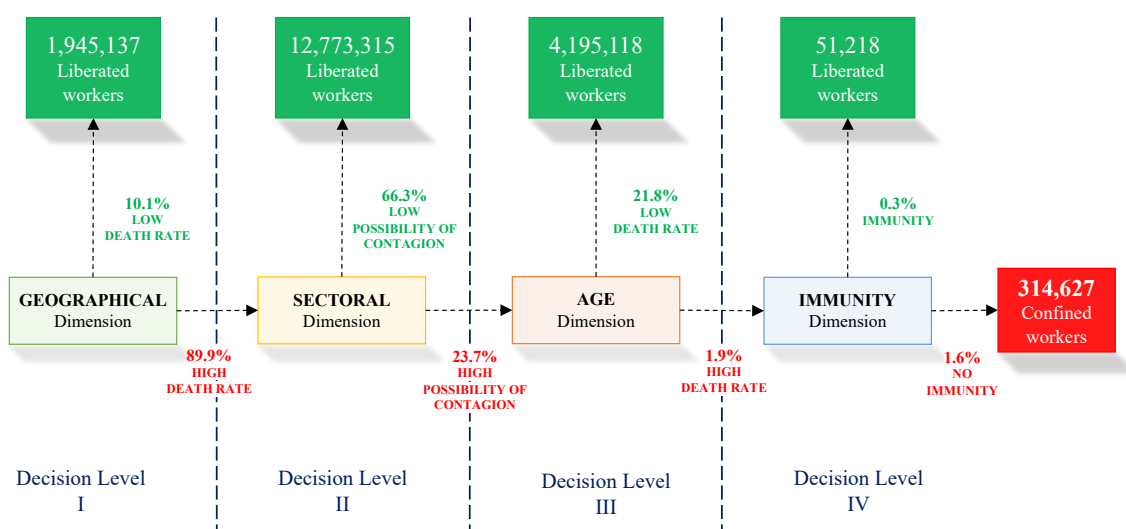 1,945,137
Liberated
workers
12,773,315
Liberated
workers
4,195,118
Liberated
workers
51,218
Liberated
workers
10.1%
LOW
DEATH RATE
66.3%
LOW
POSSIBILITY OF
CONTAGION
21.8%
LOW
DEATH RATE
0.3%
IMMUNITY
GEOGRAPHICAL
Dimension
SECTORAL
Dimension
AGE
Dimension
IMMUNITY
Dimension
314,627
Confined
workers
89.9%
HIGH
DEATH RATE
23.7%
HIGH
POSSIBILITY OF
CONTAGION
1.9%
HIGH
DEATH RATE
1.6%
NO
IMMUNITY
Decision Level
I
Decision Level
II
Decision Level
III
Decision Level
IV